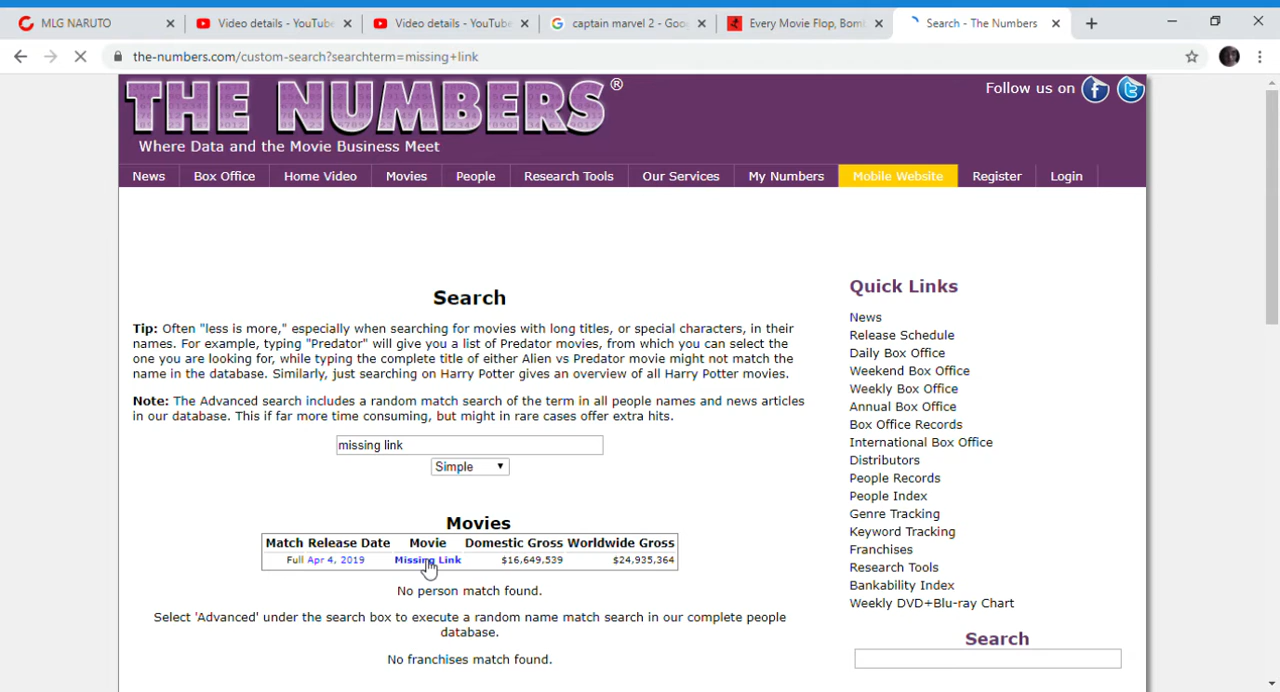 MLG NARUTO
Video details - YouTube
Video details - YouTube
captain marvel 2 - Goo
Every Movie Flop, Bomb
Search - The Numbers
the-numbers.com/custom-search?searchterm=missing+link
THE NUMBERS®
Where Data and the Movie Business Meet
Follow us on
News Box Office Home Video Movies People Research Tools Our Services My Numbers Mobile Website Register Login
Search
Tip: Often "less is more," especially when searching for movies with long titles, or special characters, in their
names. For example, typing "Predator" will give you a list of Predator movies, from which you can select the
one you are looking for, while typing the complete title of either Alien vs Predator movie might not match the
name in the database. Similarly, just searching on Harry Potter gives an overview of all Harry Potter movies.
Note: The Advanced search includes a random match search of the term in all people names and news articles
in our database. This if far more time consuming, but might in rare cases offer extra hits.
missing link
Simple
Movies
Match Release Date Movie Domestic Gross Worldwide Gross
Full Apr 4, 2019 Missing Link $16,649,539 $24,935,364
No person match found.
Select 'Advanced' under the search box to execute a random name match search in our complete people
database.
No franchises match found.
Quick Links
News
Release Schedule
Daily Box Office
Weekend Box Office
Weekly Box Office
Annual Box Office
Box Office Records
International Box Office
Distributors
People Records
People Index
Genre Tracking
Keyword Tracking
Franchises
Research Tools
Bankability Index
Weekly DVD+Blu-ray Chart
Search